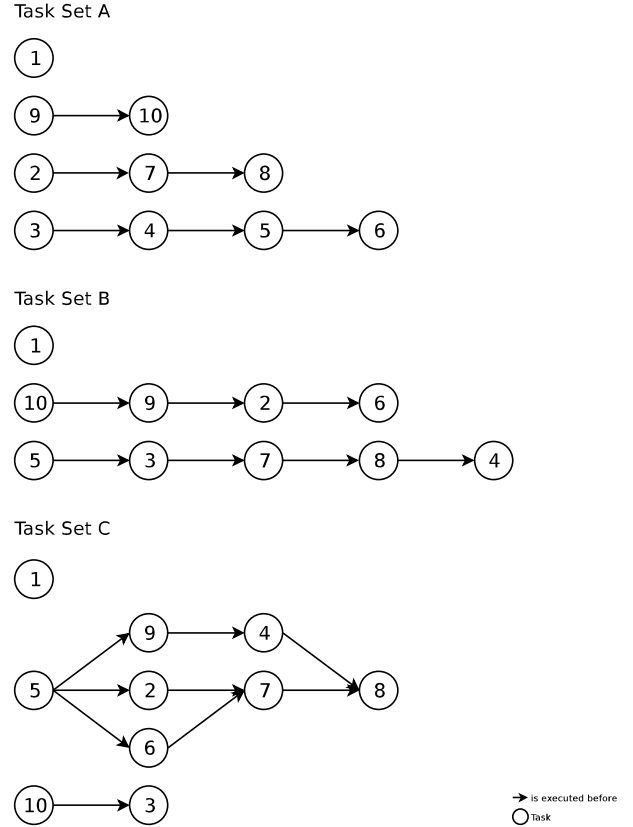 Task Set A
1
9 10
2 7 8
3 4 5 6
Task Set B
1
10 9 2 6
5 3 7 8 4
Task Set C
1
9 4
5 2 7 8
6
10 3
is executed before
Task